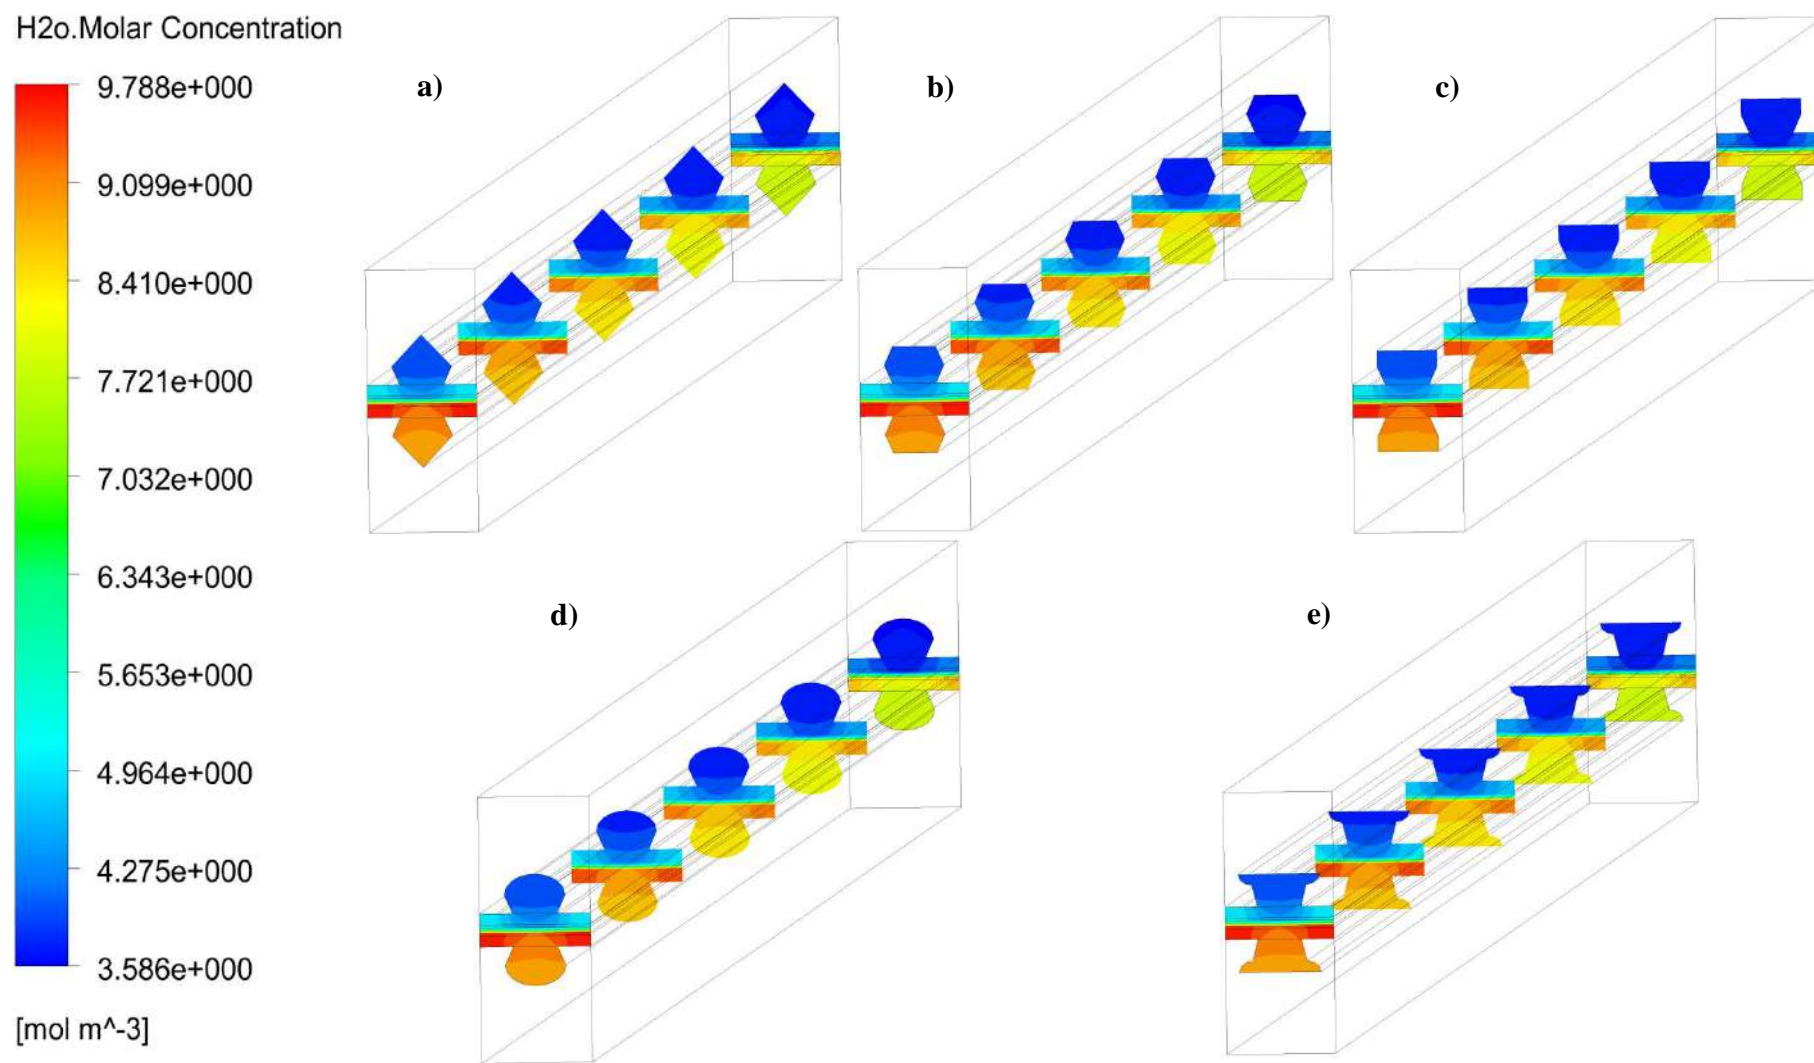 H2o.Molar Concentration
9.788e+000
9.099e+000
8.410e+000
7.721e+000
7.032e+000
6.343e+000
5.653e+000
4.964e+000
4.275e+000
3.586e+000
[mol m^-3]
a)
b)
c)
d)
e)